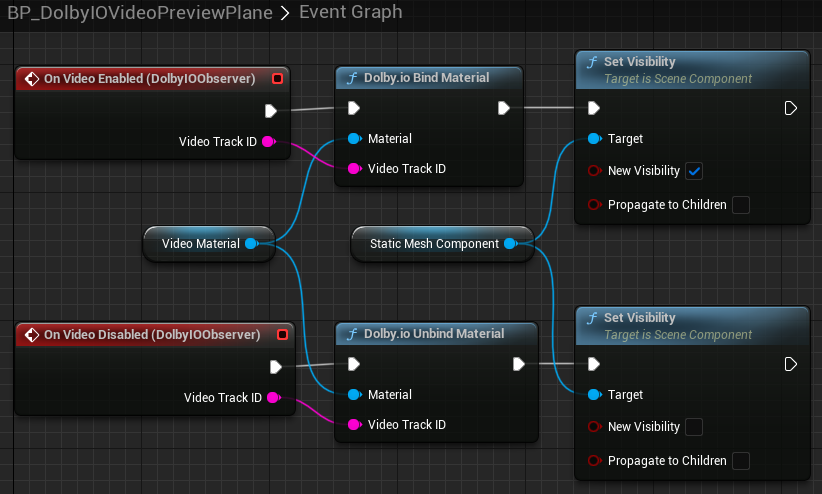 BP_DolbyIOVideoPreviewPlane > Event Graph
On Video Enabled (DolbyIOObserver)
Video Track ID
f Dolby.io Bind Material
Material
Video Track ID
f Set Visibility
Target is Scene Component
Target
New Visibility
Propagate to Children
Video Material
Static Mesh Component
On Video Disabled (DolbyIOObserver)
Video Track ID
f Dolby.io Unbind Material
Material
Video Track ID
f Set Visibility
Target is Scene Component
Target
New Visibility
Propagate to Children